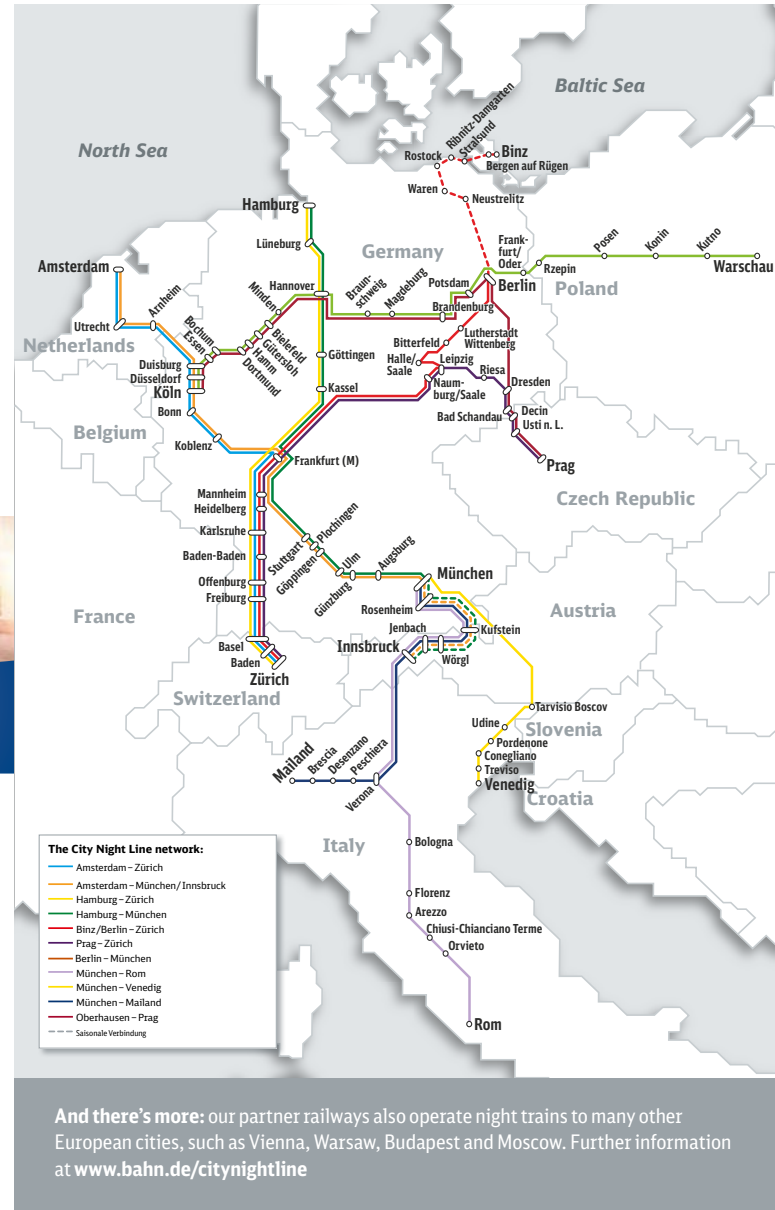 Baltic Sea
North Sea
Ribnitz-Damgarten
Stralsund
Rostock
Binz
Bergen auf Rügen
Waren
Neustrelitz
Hamburg
Lüneburg
Germany
Frank-
furt/
Oder
Posen
Konin
Kutno
Amsterdam
Rzepin
Warschau
Arnheim
Hannover
Braun-
schweig
Magdeburg
Potsdam
Berlin
Poland
Minden
Brandenburg
Utrecht
Netherlands
Bochum
Essen
Bielefeld
Gütersloh
Hamm
Dortmund
Göttingen
Bitterfeld
Lutherstadt
Wittenberg
Duisburg
Düsseldorf
Köln
Halle/
Saale
Leipzig
Riesa
Kassel
Naum-
burg/Saale
Dresden
Bonn
Bad Schandau
Decin
Usti n. L.
Belgium
Koblenz
Frankfurt (M)
Prag
Mannheim
Heidelberg
Czech Republic
Karlsruhe
Stuttgart
Plochingen
Göppingen
Baden-Baden
Ulm
Augsburg
Günzburg
München
Offenburg
Freiburg
Rosenheim
France
Austria
Jenbach
Kufstein
Basel
Innsbruck
Baden
Wörgl
Zürich
Switzerland
Tarvisio Boscov
Udine
Slovenia
Pordenone
Conegliano
Treviso
Venedig
Croatia
Mailand
Brescia
Desenzano
Peschiera
Verona
Italy
Bologna
Florenz
Arezzo
Chiusi-Chianciano Terme
Orvieto
Rom
The City Night Line network:
Amsterdam – Zürich
Amsterdam – München/Innsbruck
Hamburg – Zürich
Hamburg – München
Binz/Berlin – Zürich
Prag – Zürich
Berlin – München
München – Rom
München – Venedig
München – Mailand
Oberhausen – Prag
Saisonale Verbindung
And there's more: our partner railways also operate night trains to many other
European cities, such as Vienna, Warsaw, Budapest and Moscow. Further information
at www.bahn.de/citynightline